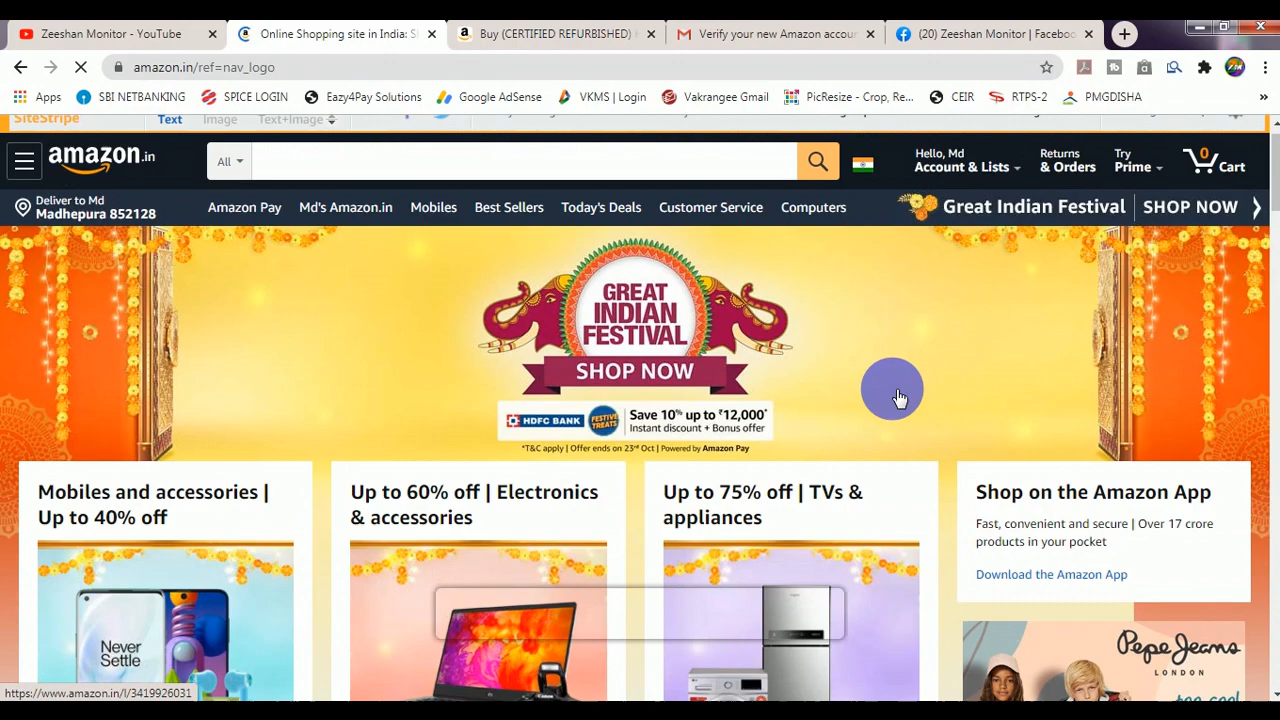 Zeeshan Monitor - YouTube
Online Shopping site in India: S
Buy (CERTIFIED REFURBISHED)
Verify your new Amazon accoun
(20) Zeeshan Monitor | Faceboo
amazon.in/ref=nav_logo
Apps
SBI NETBANKING
SPICE LOGIN
Eazy4Pay Solutions
Google AdSense
VKMS | Login
Vakrangee Gmail
PicResize - Crop, Re...
CEIR
RTPS-2
PMGDISHA
»
SiteStripe
Text
Image
Text+Image
amazon.in
All
Hello, Md
Account & Lists
Returns
& Orders
Try
Prime
0
Cart
Deliver to Md
Madhepura 852128
Amazon Pay
Md's Amazon.in
Mobiles
Best Sellers
Today's Deals
Customer Service
Computers
Great Indian Festival
SHOP NOW
GREAT
INDIAN
FESTIVAL
SHOP NOW
HDFC BANK
FESTIVE
TREATS
Save 10% up to ₹12,000*
Instant discount + Bonus offer
*T&C apply | Offer ends on 23rd Oct | Powered by Amazon Pay
Mobiles and accessories |
Up to 40% off
Up to 60% off | Electronics
& accessories
Up to 75% off | TVs &
appliances
Shop on the Amazon App
Fast, convenient and secure | Over 17 crore
products in your pocket
Download the Amazon App
Never
Settle
Pepe Jeans
LONDON
too cool
https://www.amazon.in/l/3419926031